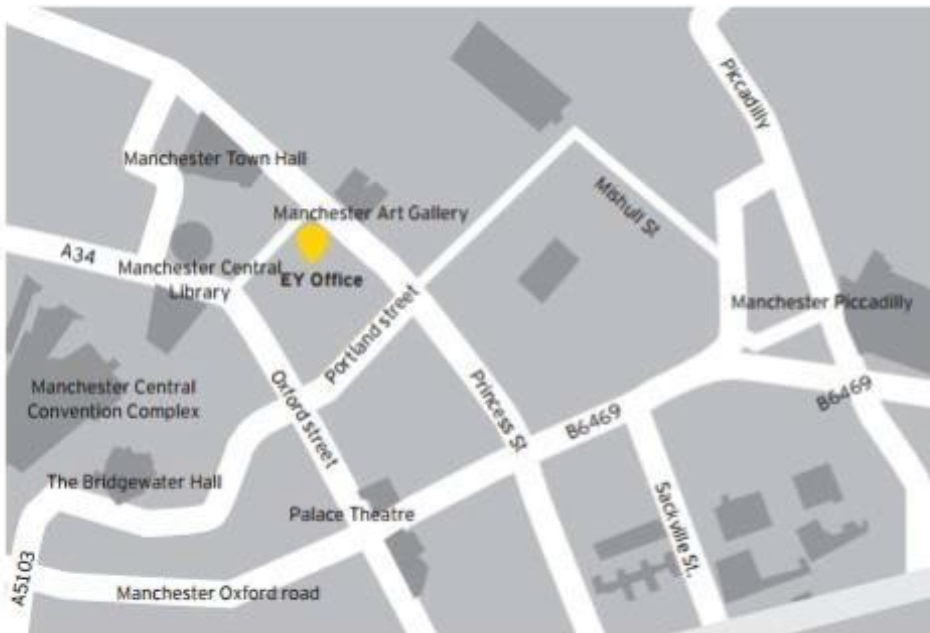 Piccadilly
Manchester Town Hall
Mishull St
Manchester Art Gallery
A34
Manchester Central
Library
EY Office
Manchester Piccadilly
Portland street
Manchester Central
Convention Complex
Oxford street
Princess St
B6469
B6469
The Bridgewater Hall
Palace Theatre
Sackville St.
A5103
Manchester Oxford road